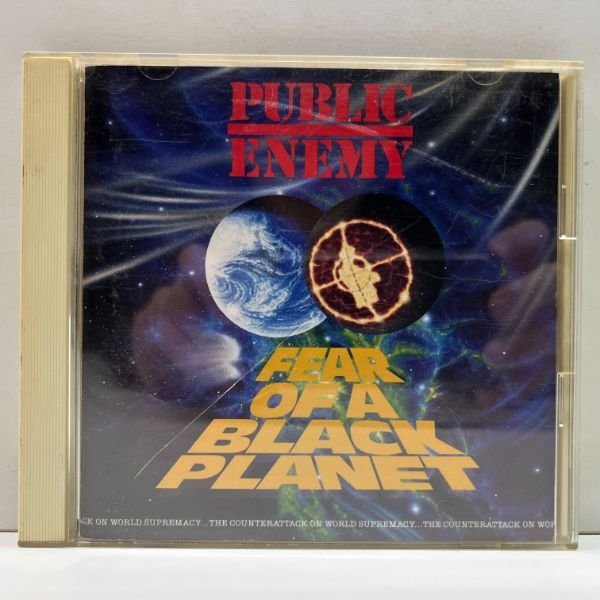 PUBLIC
ENEMY
FEAR
OF A
BLACK
PLANET
ON WORLD SUPREMACY...THE COUNTERATTACK ON WORLD SUPREMACY...THE COUNTERATTACK ON